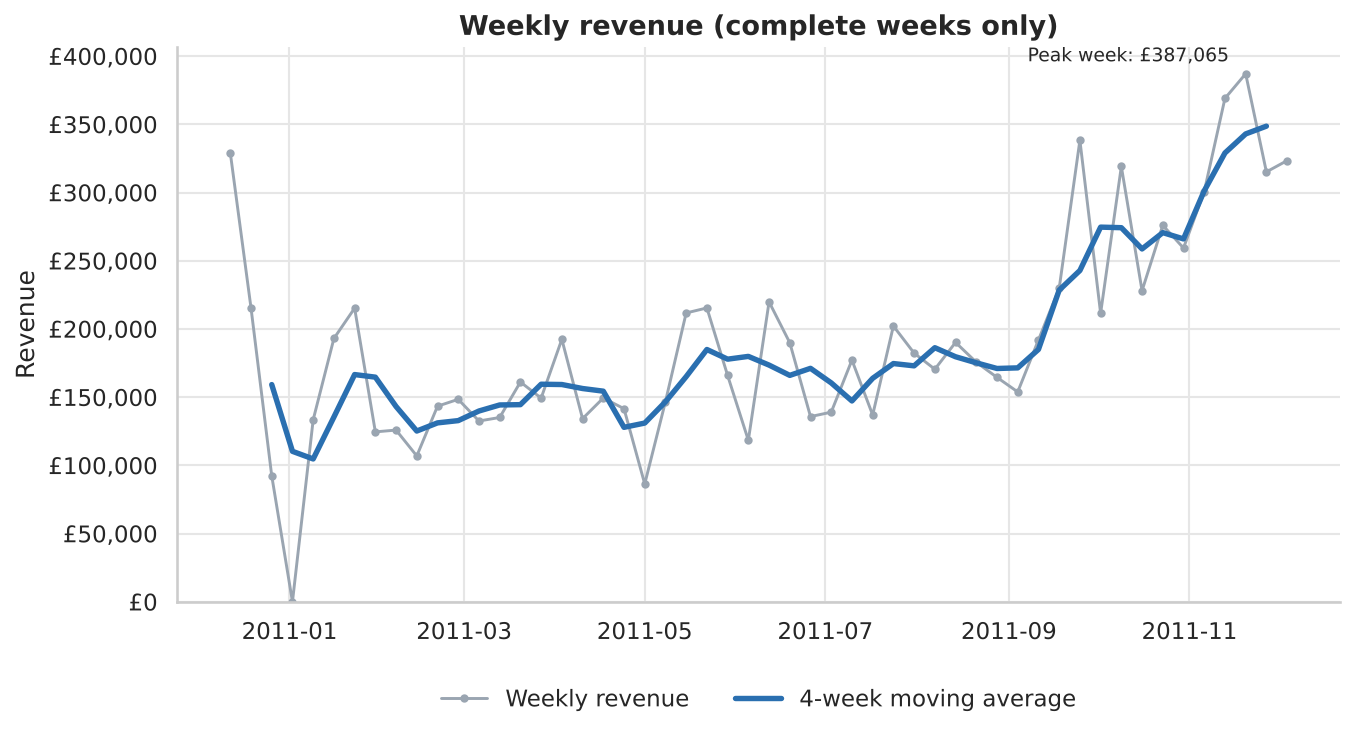 Weekly revenue (complete weeks only)
Peak week: £387,065
£400,000
£350,000
£300,000
£250,000
£200,000
£150,000
£100,000
£50,000
£0
Revenue
2011-01 2011-03 2011-05 2011-07 2011-09 2011-11
Weekly revenue 4-week moving average